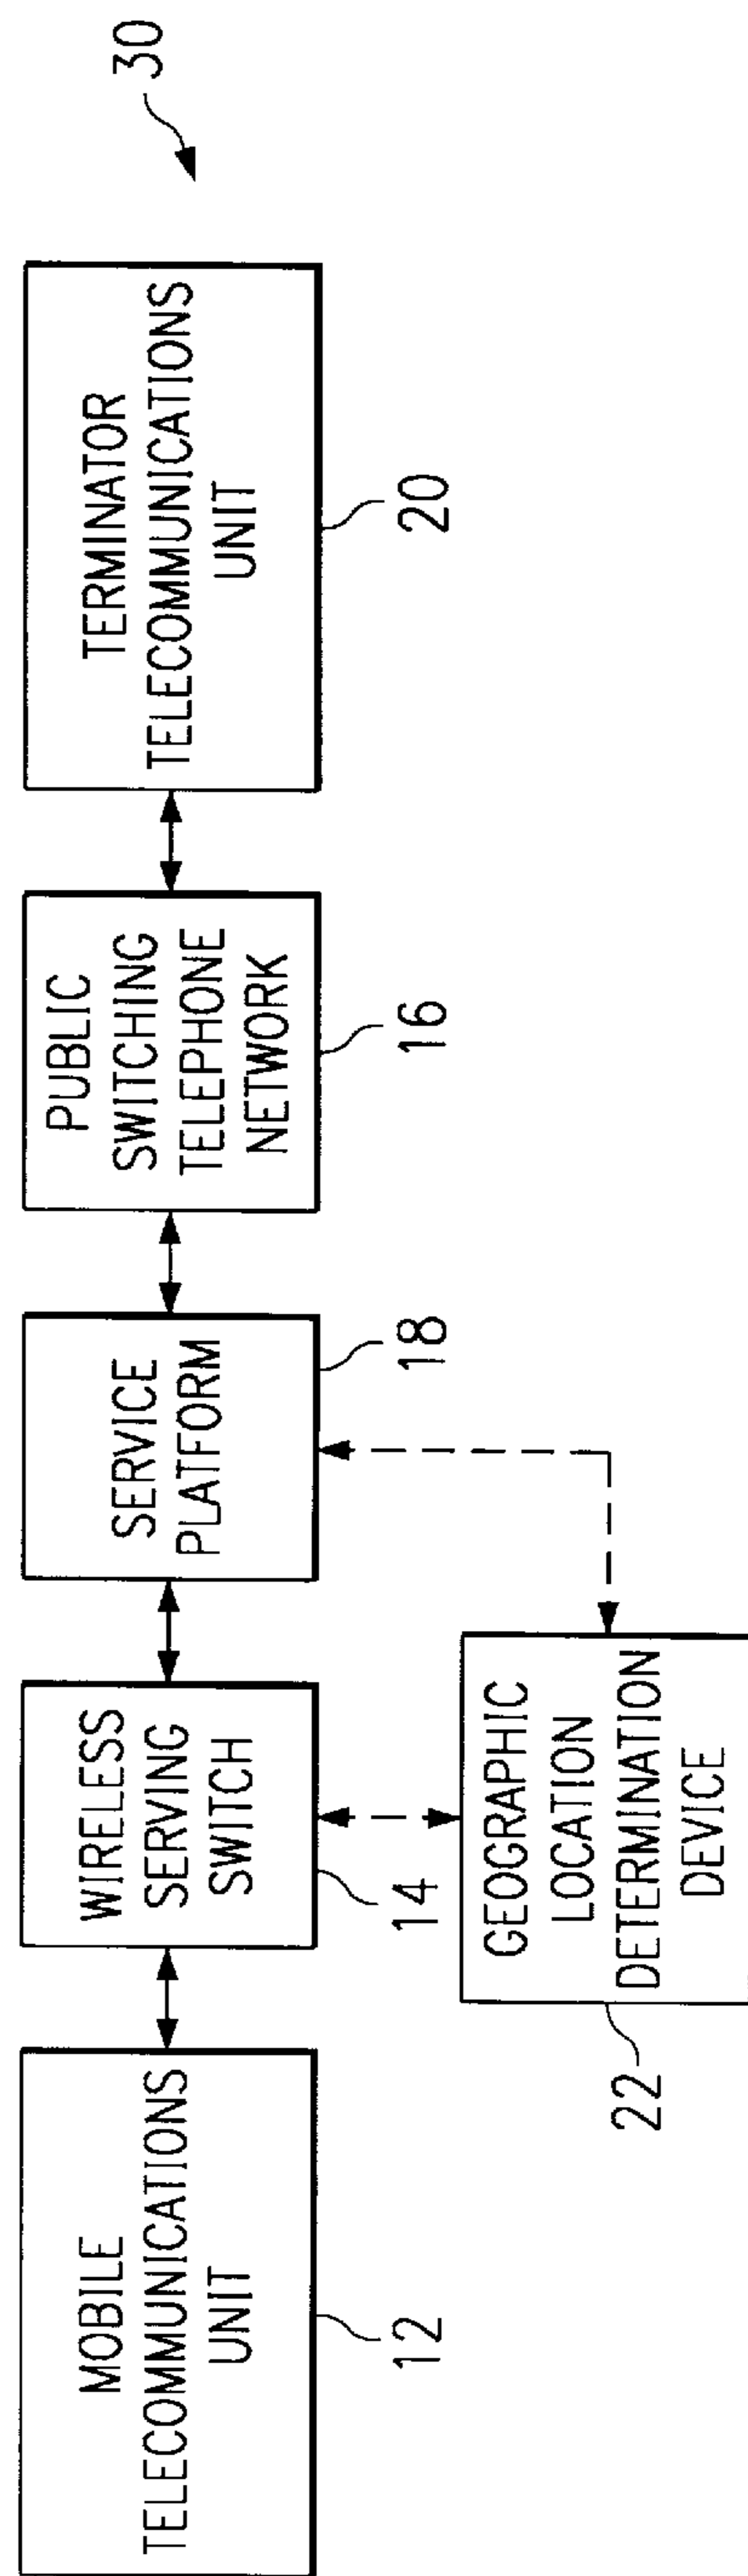 30
MOBILE
TELECOMMUNICATIONS
UNIT
12
WIRELESS
SERVING
SWITCH
14
SERVICE
PLATFORM
18
PUBLIC
SWITCHING
TELEPHONE
NETWORK
16
TERMINATOR
TELECOMMUNICATIONS
UNIT
20
GEOGRAPHIC
LOCATION
DETERMINATION
DEVICE
22